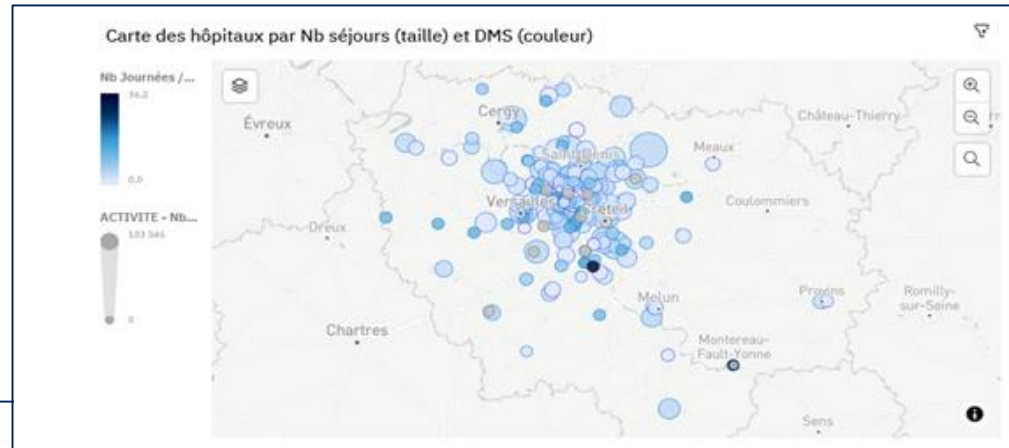 Carte des hôpitaux par Nb séjours (taille) et DMS (couleur)
Nb Journées /...
36,2
0,0
ACTIVITE - Nb...
0
Cergy
Évreux
Château-Thierry
Meaux
Saint-Denis
Versailles
Créteil
Coulommiers
Dreux
Melun
Provins
Romilly-
sur-Seine
Chartres
Montereau-
Fault-Yonne
Sens